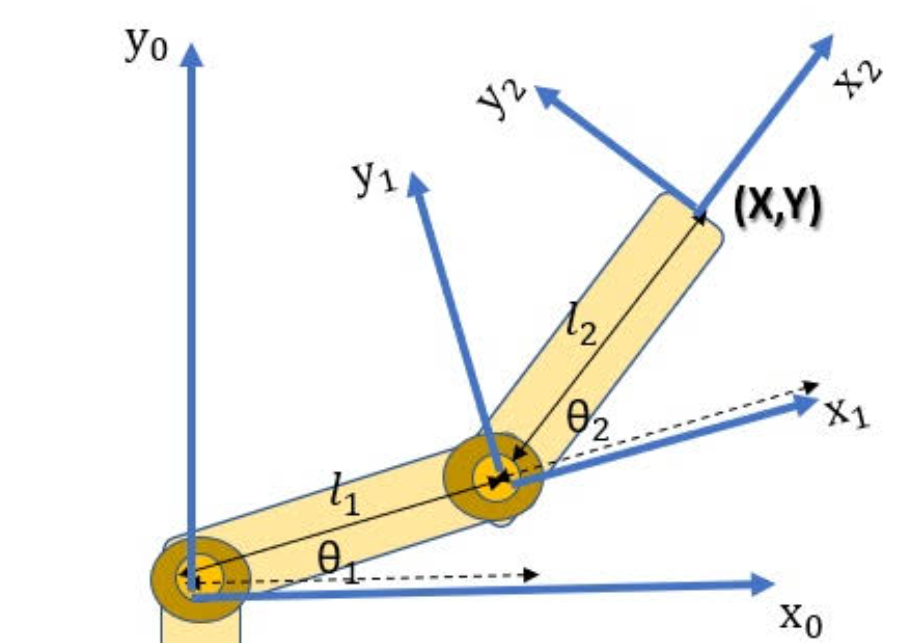 y₀
x₂
y₂
y₁
(X,Y)
l₂
x₁
θ₂
l₁
θ₁
x₀